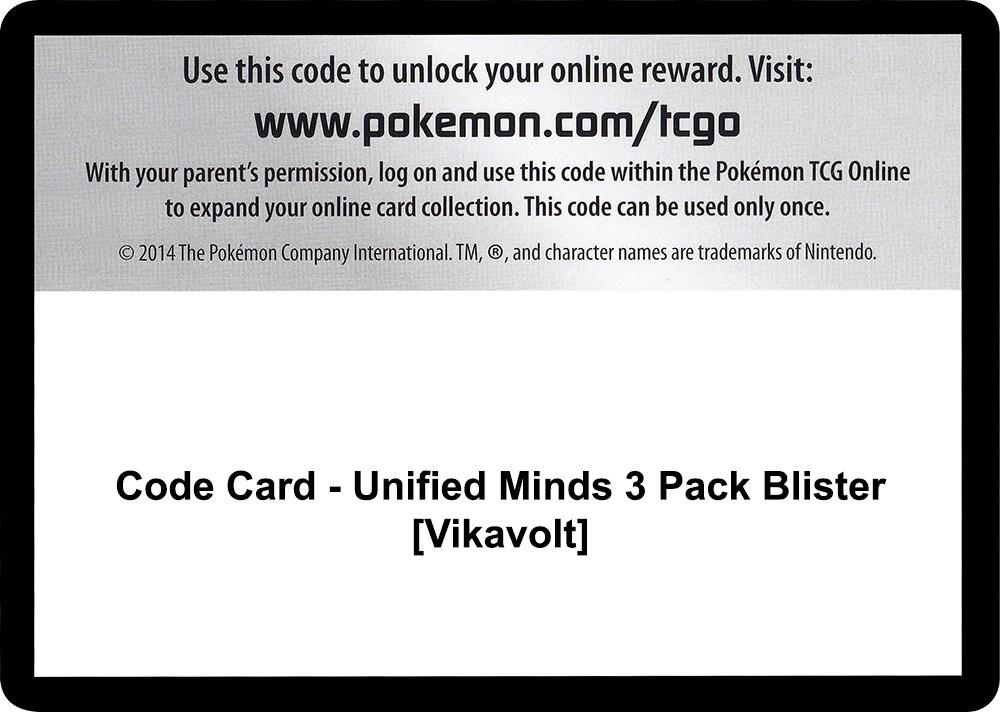 Use this code to unlock your online reward. Visit:
www.pokemon.com/tcgo
With your parent's permission, log on and use this code within the Pokémon TCG Online
to expand your online card collection. This code can be used only once.
© 2014 The Pokémon Company International. TM, ®, and character names are trademarks of Nintendo.
Code Card - Unified Minds 3 Pack Blister
[Vikavolt]